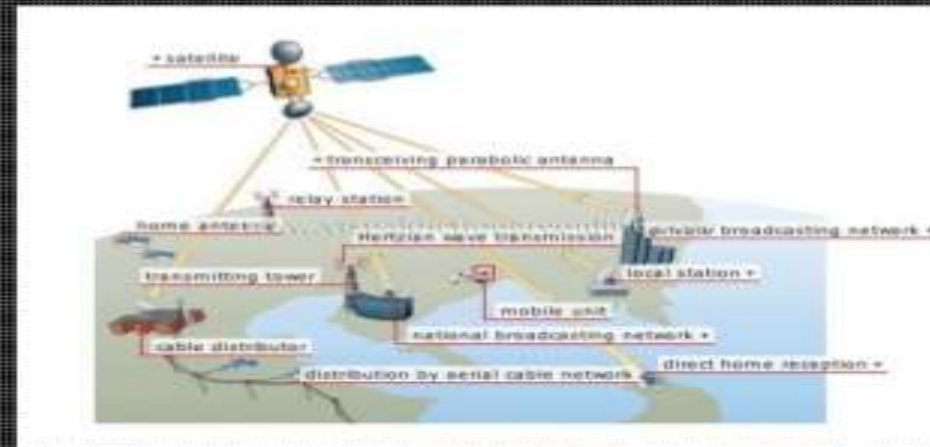 • satellite
• transceiving parabolic antenna
relay station
home antenna
Hertzian wave transmission
private broadcasting network •
transmitting tower
local station •
mobile unit
national broadcasting network •
cable distributor
direct home reception •
distribution by aerial cable network